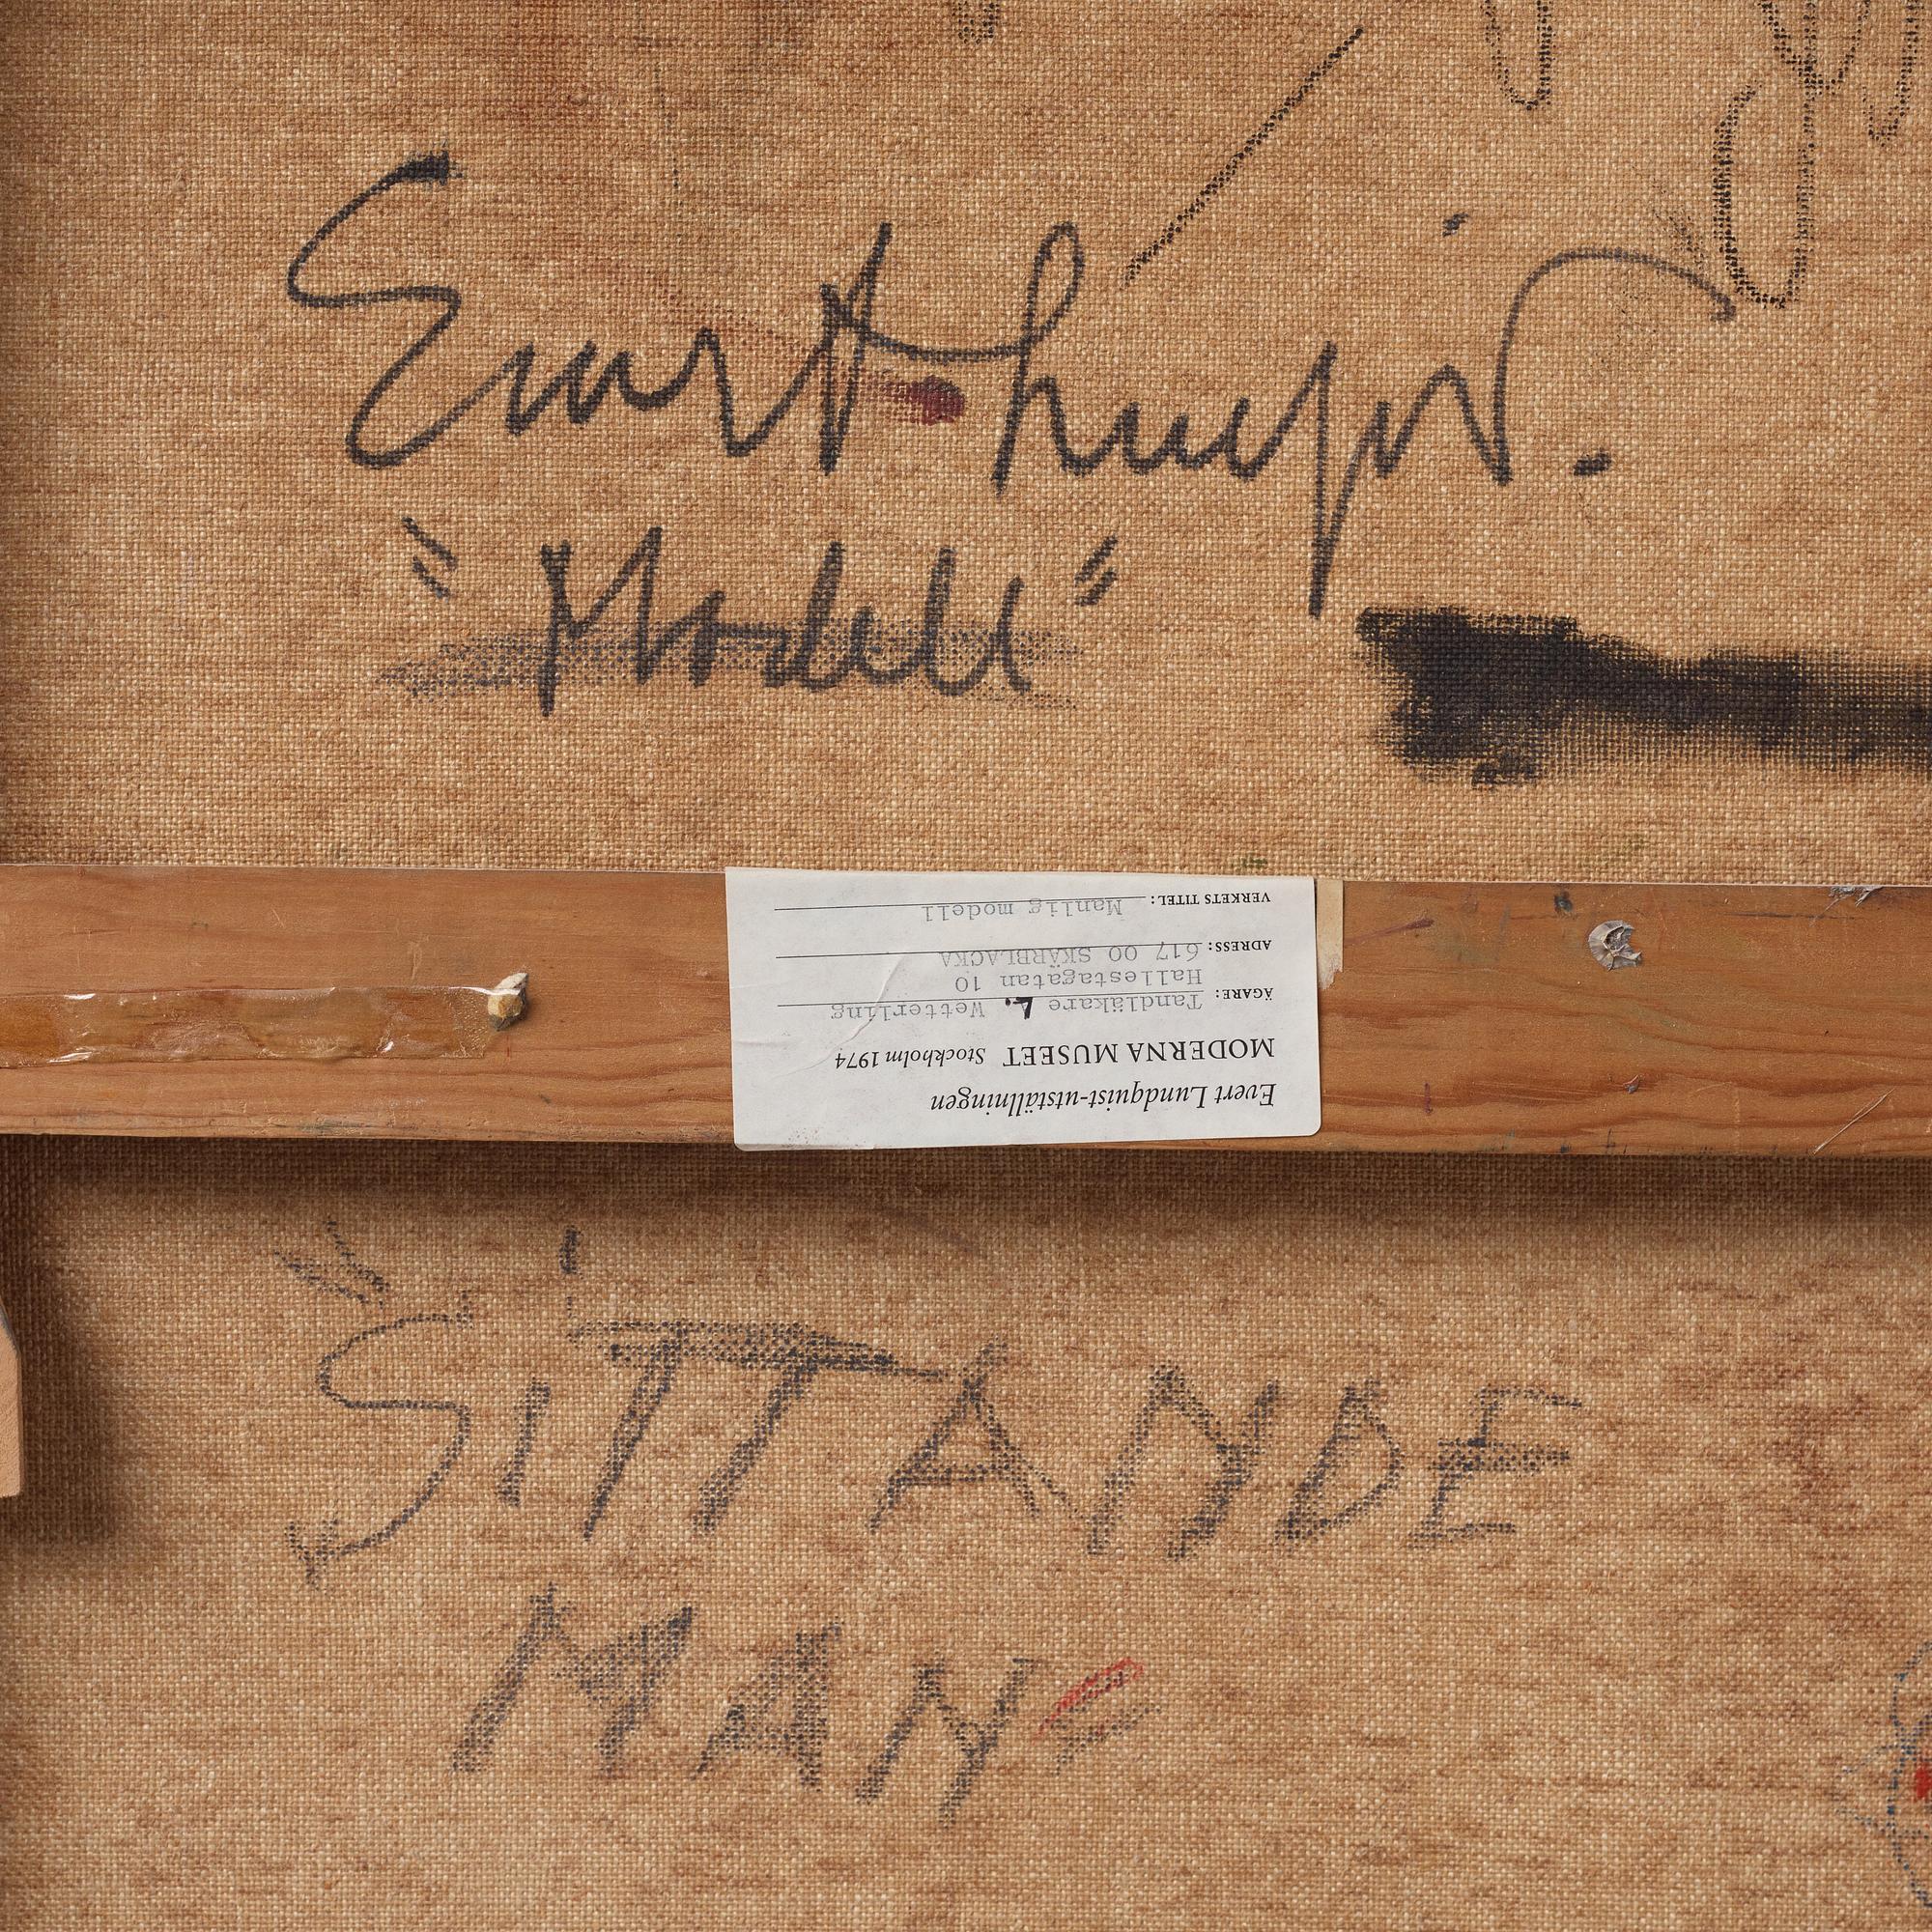 Evert Lundquist.
"Modell"
Evert Lundquist-utställningen
MODERNA MUSEET Stockholm 1974
ÄGARE: Tandläkare L. Wetterling
Hallestagatan 10
ADRESS: 617 00 SKÄRBLACKA
VERKETS TITEL: Manlig modell
"SITTANDE
MAN"